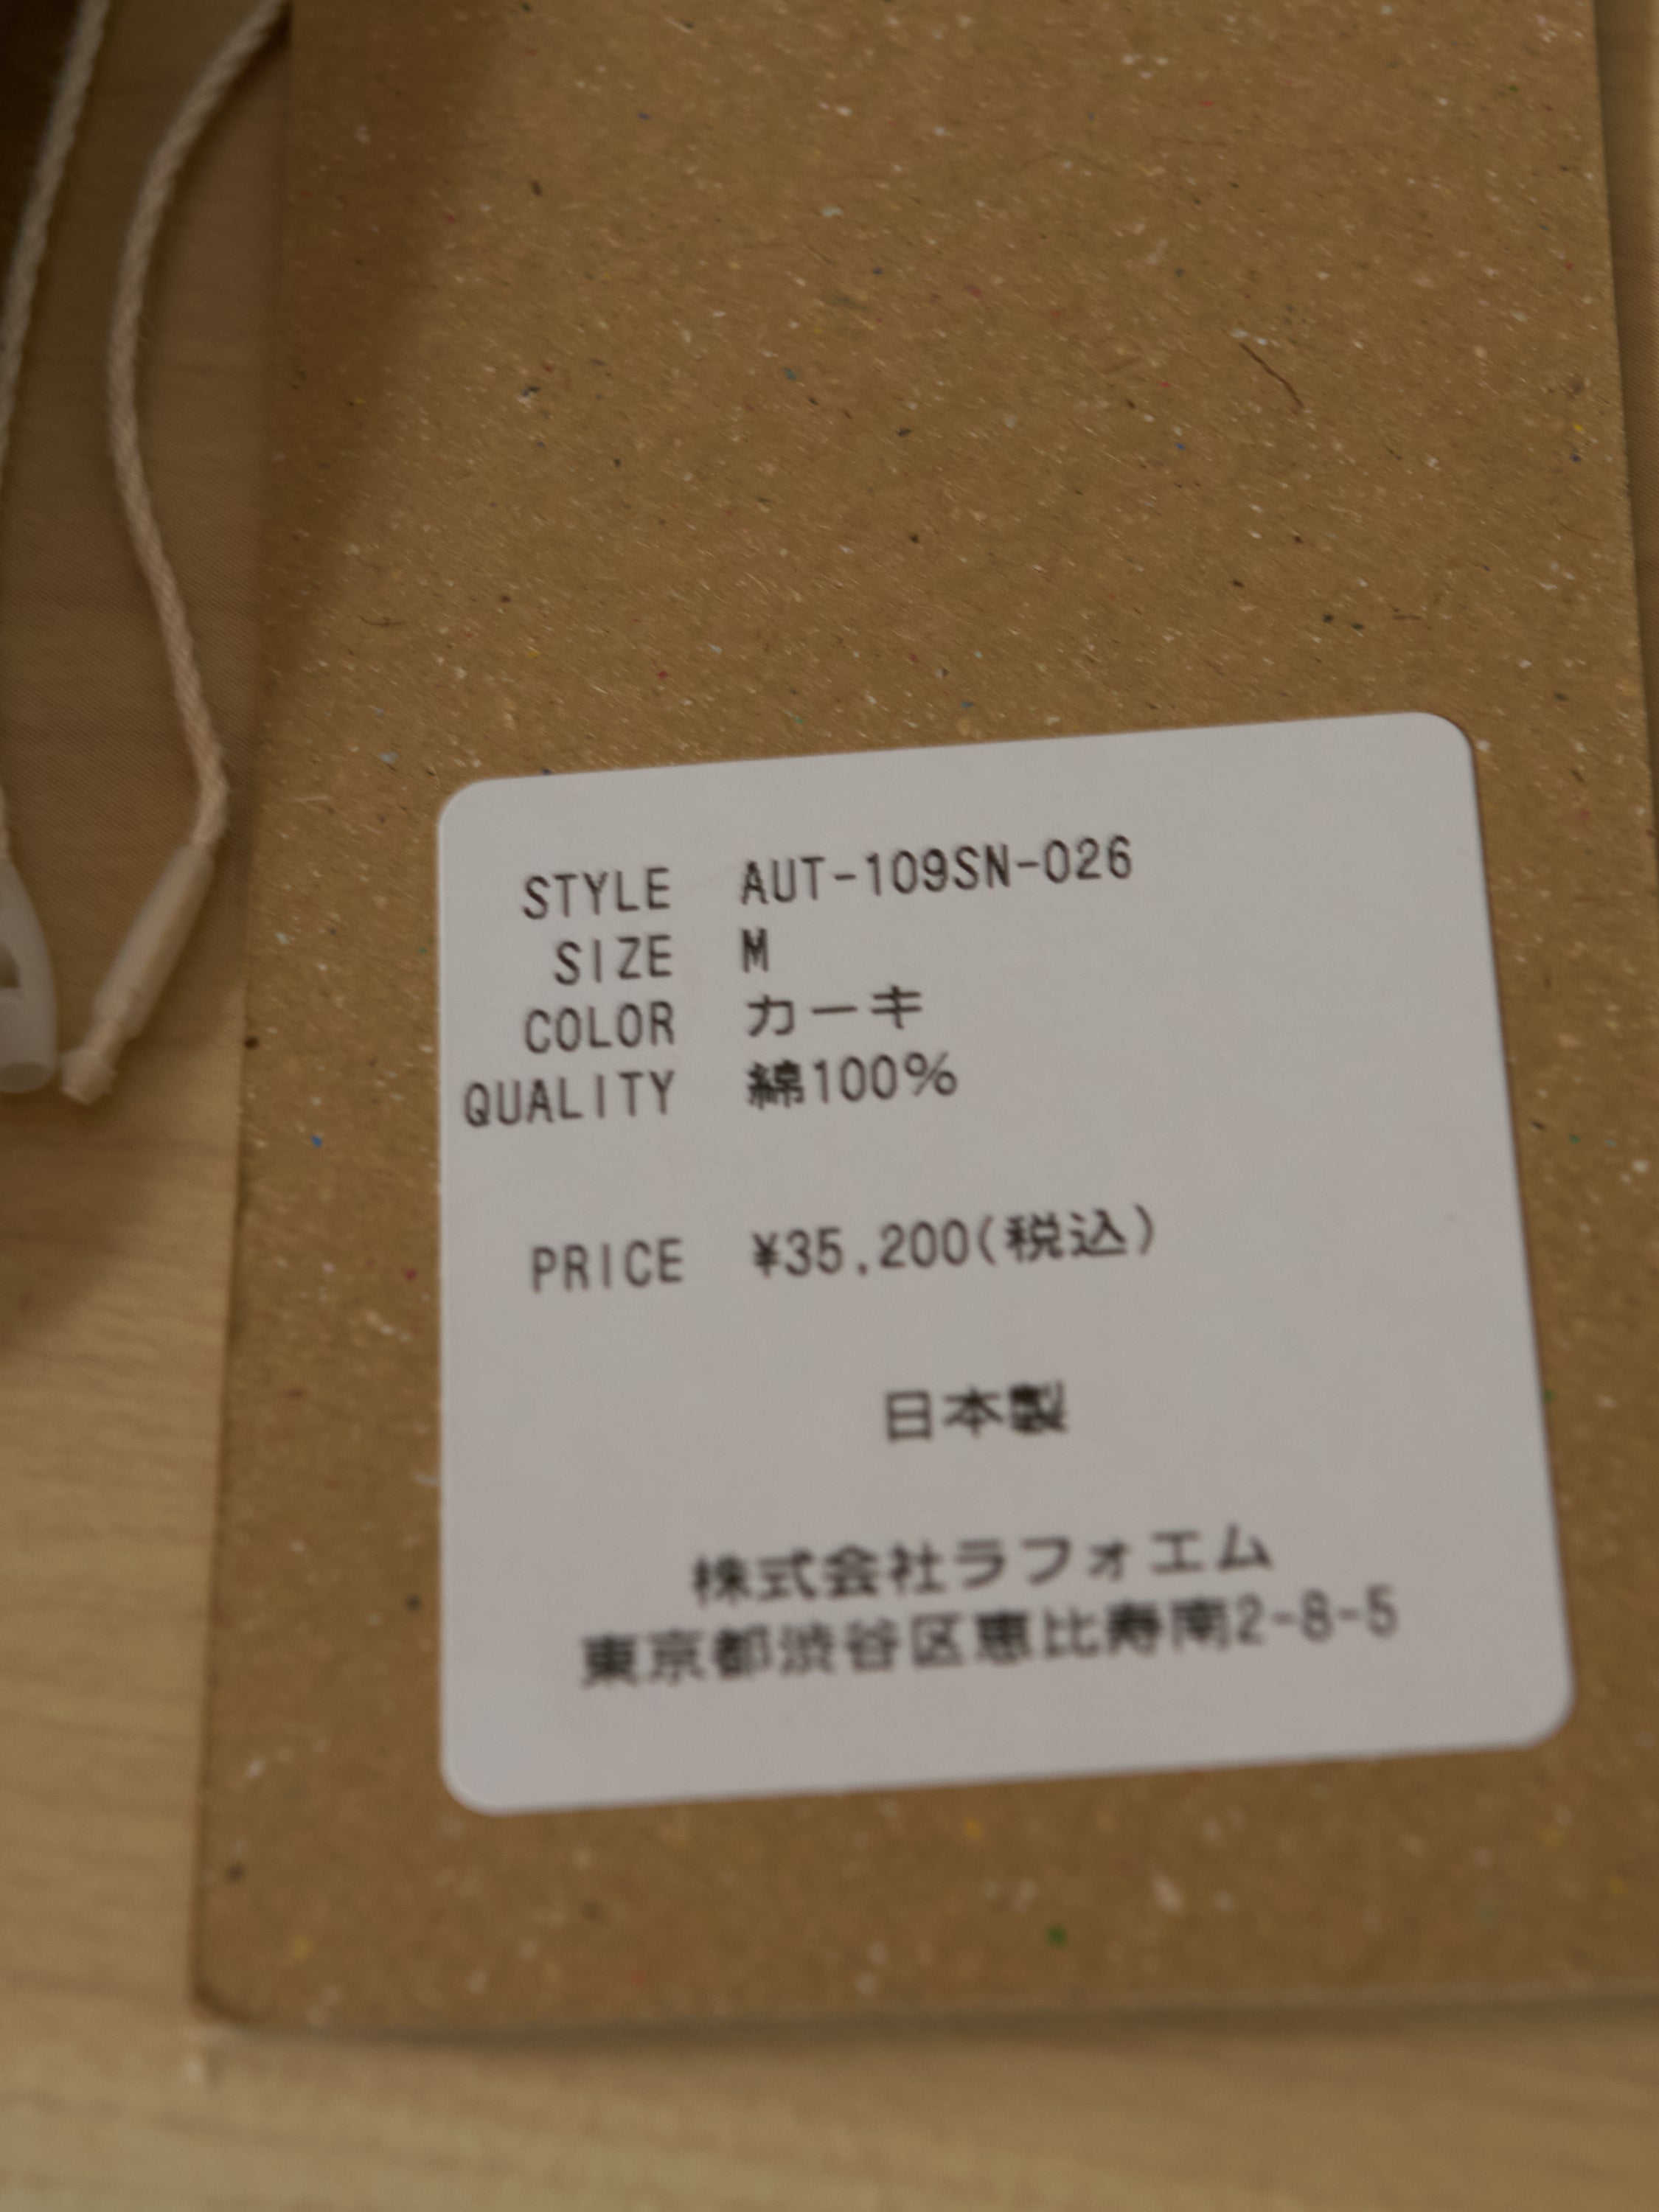 STYLE AUT-109SN-026
SIZE M
COLOR カーキ
QUALITY 綿100%
PRICE ¥35,200(税込)
日本製
株式会社ラフォエム
東京都渋谷区恵比寿南2-8-5